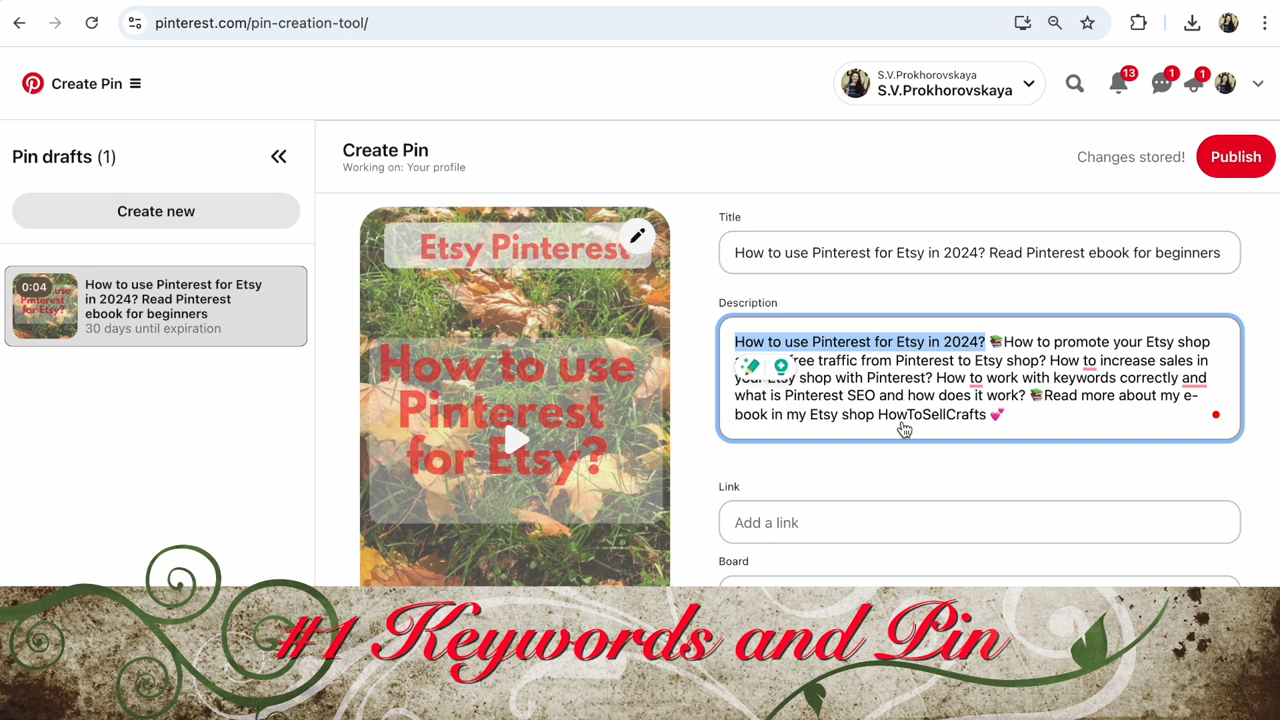 pinterest.com/pin-creation-tool/
Create Pin
S.V.Prokhorovskaya
S.V.Prokhorovskaya
13
1
1
Pin drafts (1)
Create new
0:04
How to use Pinterest for Etsy in 2024? Read Pinterest ebook for beginners
30 days until expiration
Create Pin
Working on: Your profile
Changes stored!
Publish
Etsy Pinterest
How to use
Pinterest
for Etsy?
Title
How to use Pinterest for Etsy in 2024? Read Pinterest ebook for beginners
Description
How to use Pinterest for Etsy in 2024? 📚How to promote your Etsy shop
free traffic from Pinterest to Etsy shop? How to increase sales in
your Etsy shop with Pinterest? How to work with keywords correctly and
what is Pinterest SEO and how does it work? 📚Read more about my e-
book in my Etsy shop HowToSellCrafts 💕
Link
Add a link
Board
#1 Keywords and Pin